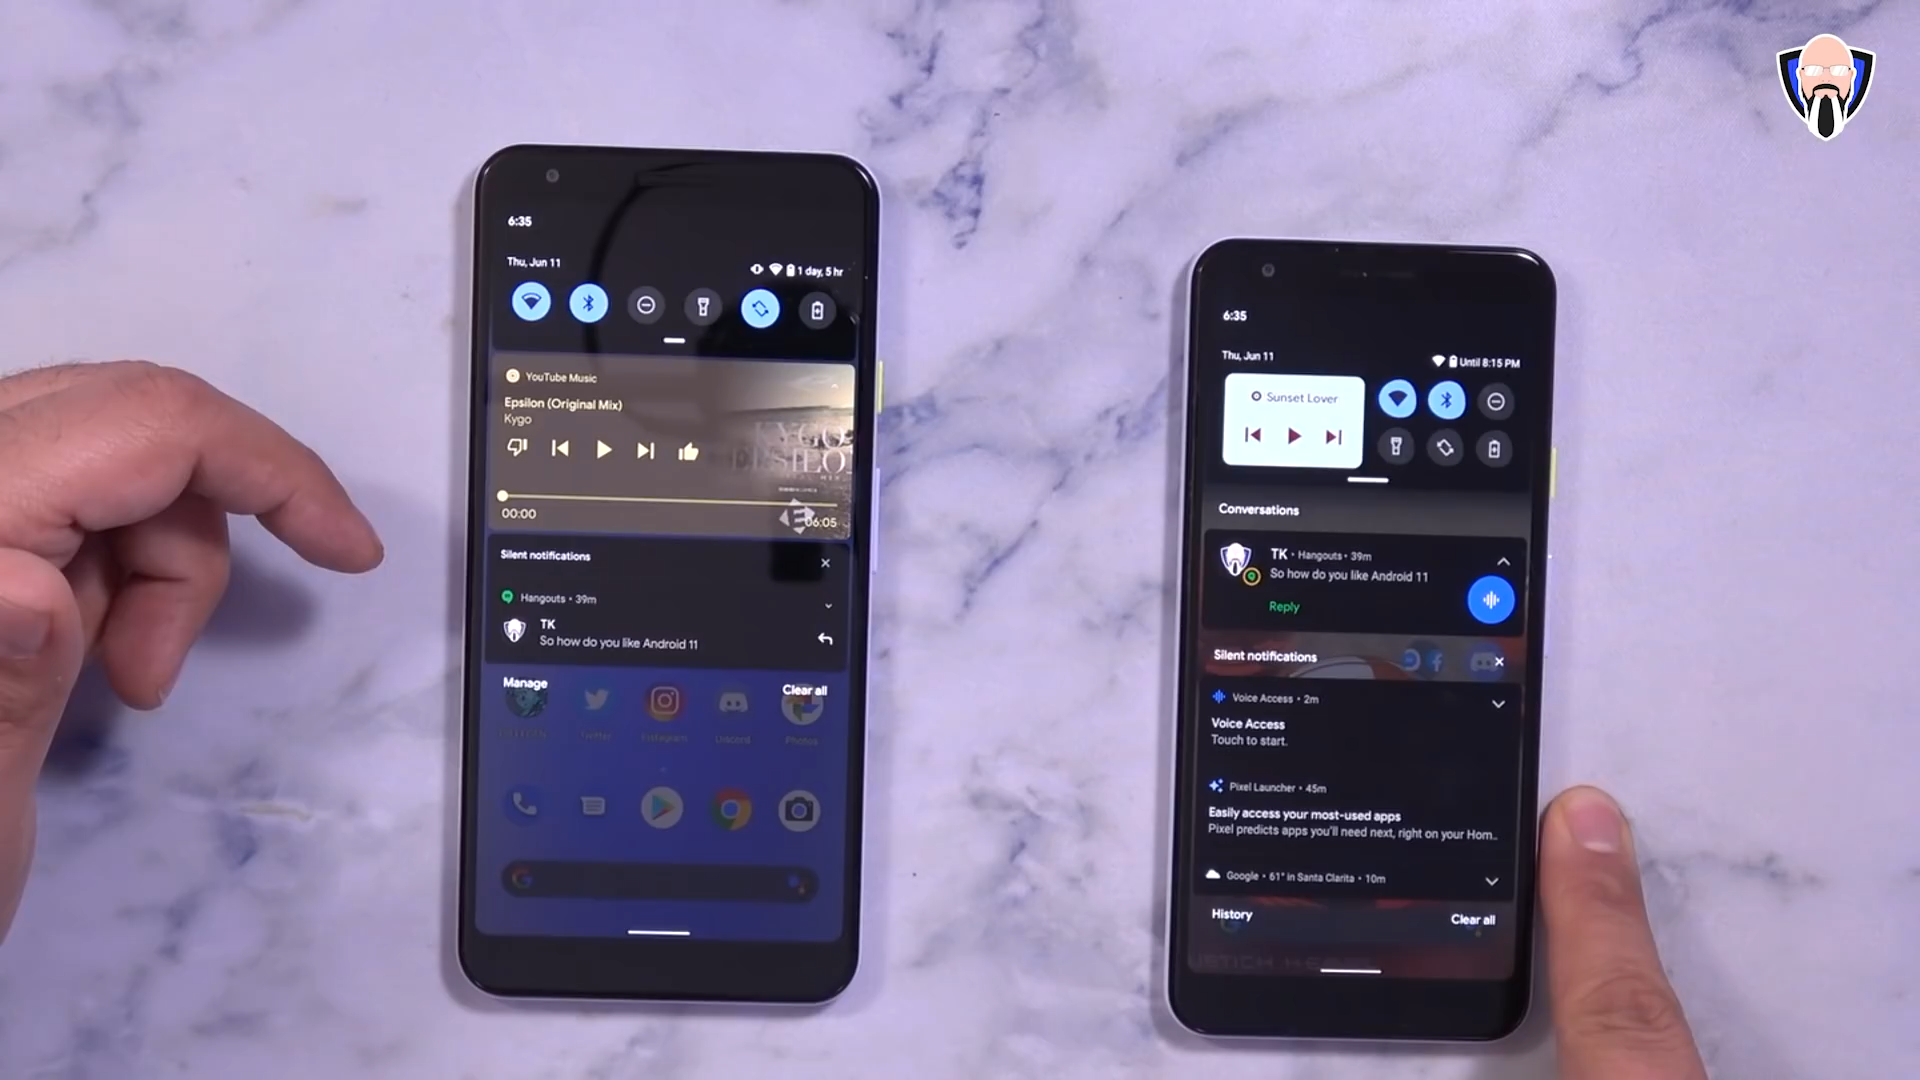 6:35
Thu, Jun 11
1 day, 5 hr
YouTube Music
Epsilon (Original Mix)
Kygo
KYGO
00:00
06:05
Silent notifications
Hangouts • 39m
TK
So how do you like Android 11
Manage
Clear all
Twitter
Instagram
Discord
Photos
6:35
Thu, Jun 11
Until 8:15 PM
Sunset Lover
Conversations
TK • Hangouts • 39m
So how do you like Android 11
Reply
Silent notifications
Voice Access • 2m
Voice Access
Touch to start.
Pixel Launcher • 45m
Easily access your most-used apps
Pixel predicts apps you'll need next, right on your Hom..
Google • 61° in Santa Clarita • 10m
History
Clear all